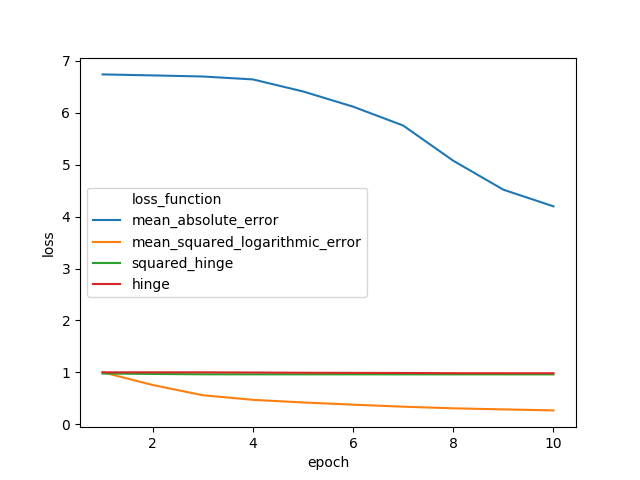 7
6
5
4
3
2
1
0
loss
loss_function
mean_absolute_error
mean_squared_logarithmic_error
squared_hinge
hinge
2 4 6 8 10
epoch